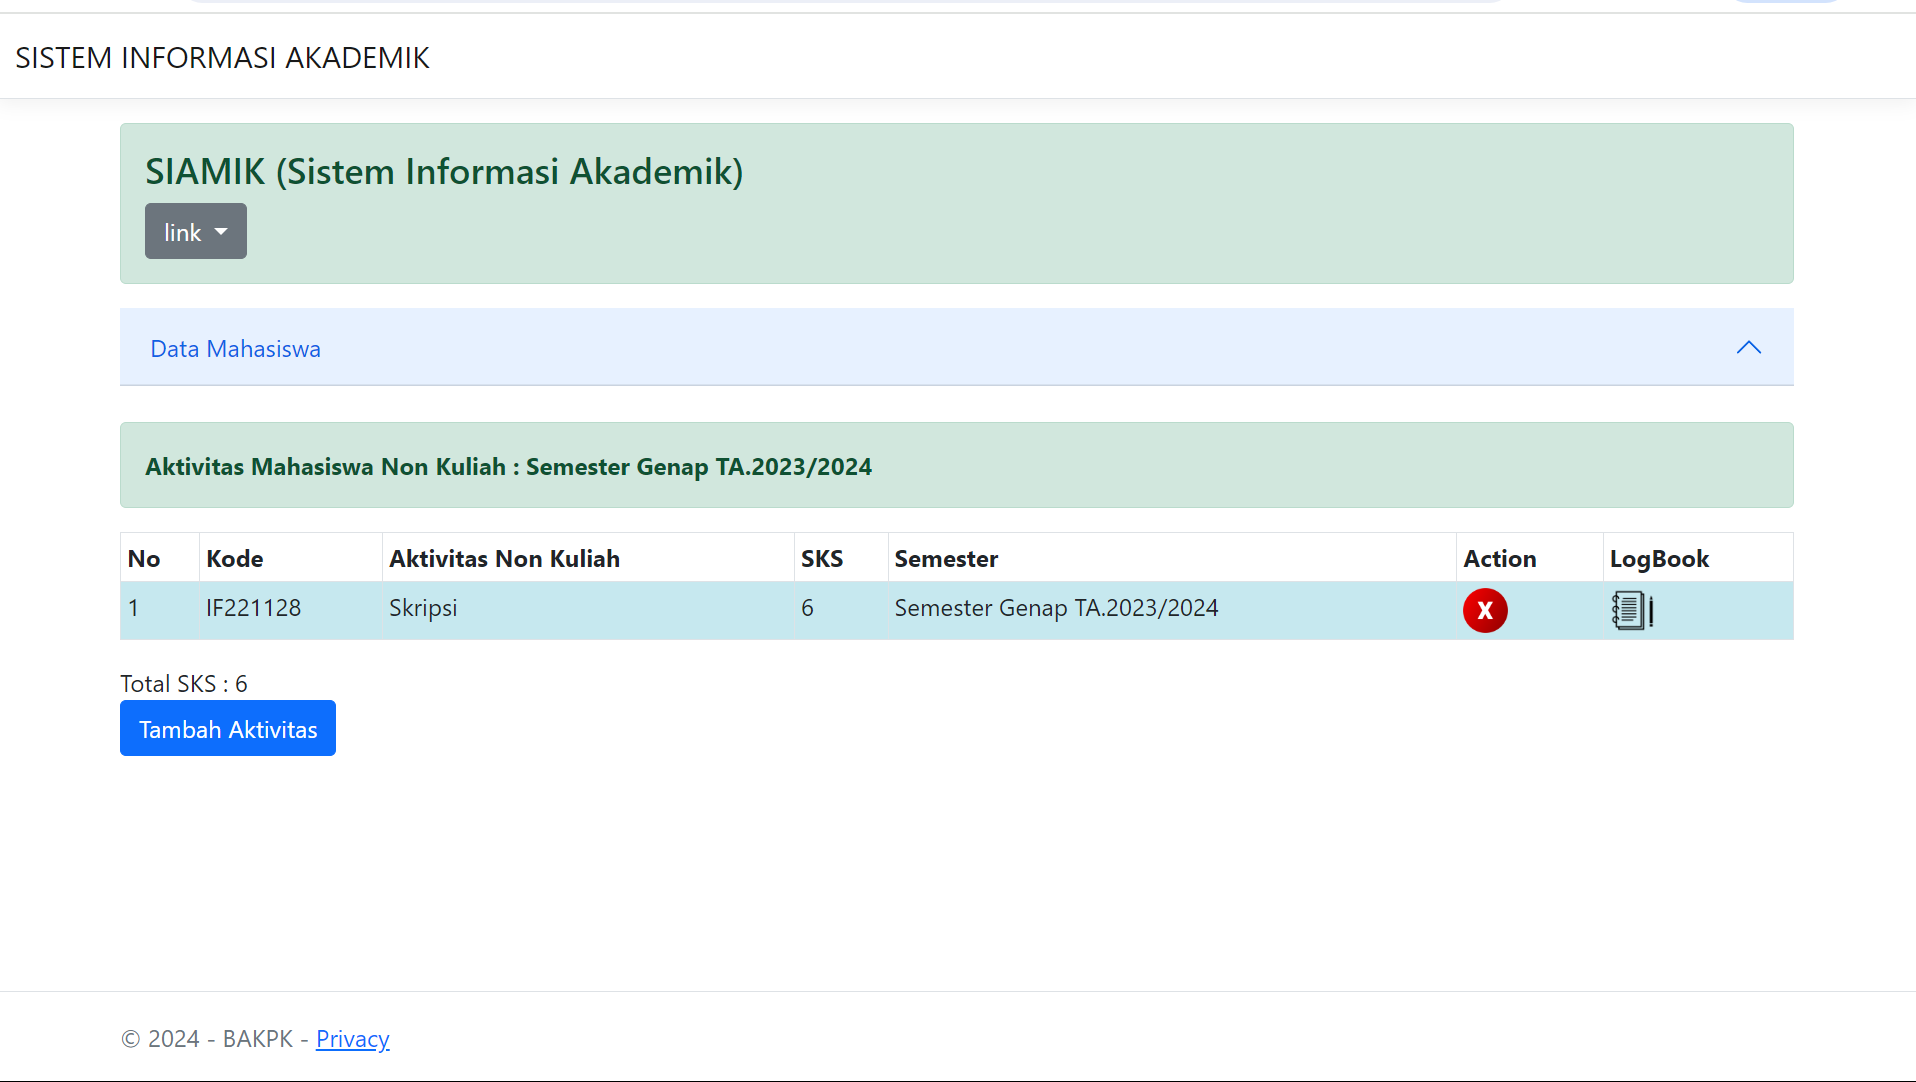 SISTEM INFORMASI AKADEMIK
SIAMIK (Sistem Informasi Akademik)
link
Data Mahasiswa
Aktivitas Mahasiswa Non Kuliah : Semester Genap TA.2023/2024
No Kode Aktivitas Non Kuliah SKS Semester Action LogBook
1 IF221128 Skripsi 6 Semester Genap TA.2023/2024 X
Total SKS : 6
Tambah Aktivitas
© 2024 - BAKPK - Privacy